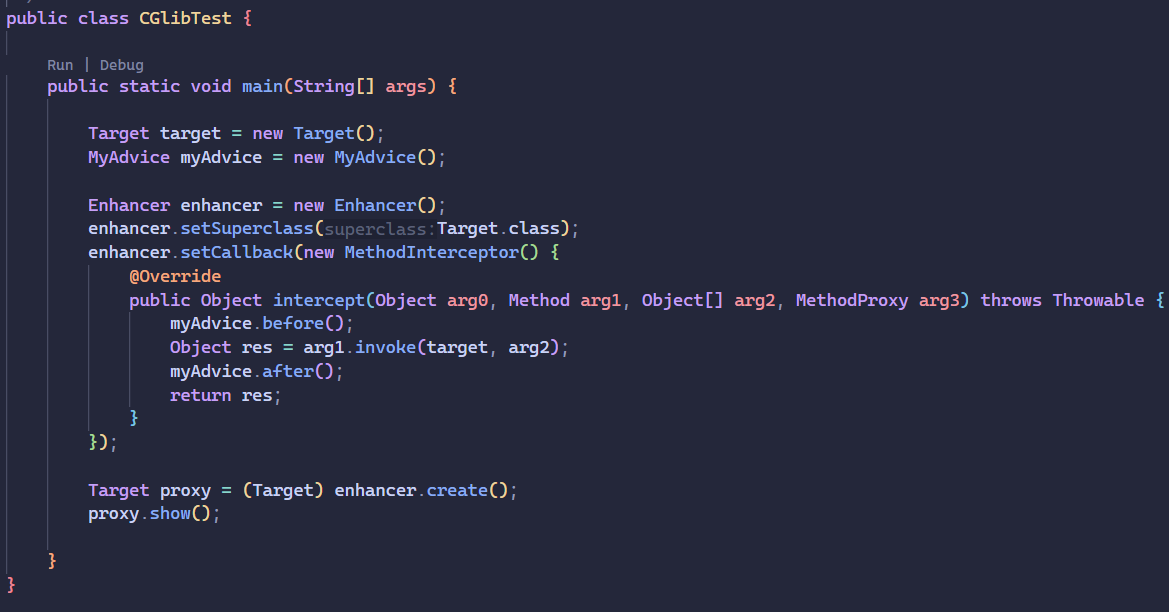 public class CGlibTest {
Run | Debug
public static void main(String[] args) {
Target target = new Target();
MyAdvice myAdvice = new MyAdvice();
Enhancer enhancer = new Enhancer();
enhancer.setSuperclass(superclass:Target.class);
enhancer.setCallback(new MethodInterceptor() {
@Override
public Object intercept(Object arg0, Method arg1, Object[] arg2, MethodProxy arg3) throws Throwable {
myAdvice.before();
Object res = arg1.invoke(target, arg2);
myAdvice.after();
return res;
}
});
Target proxy = (Target) enhancer.create();
proxy.show();
}
}